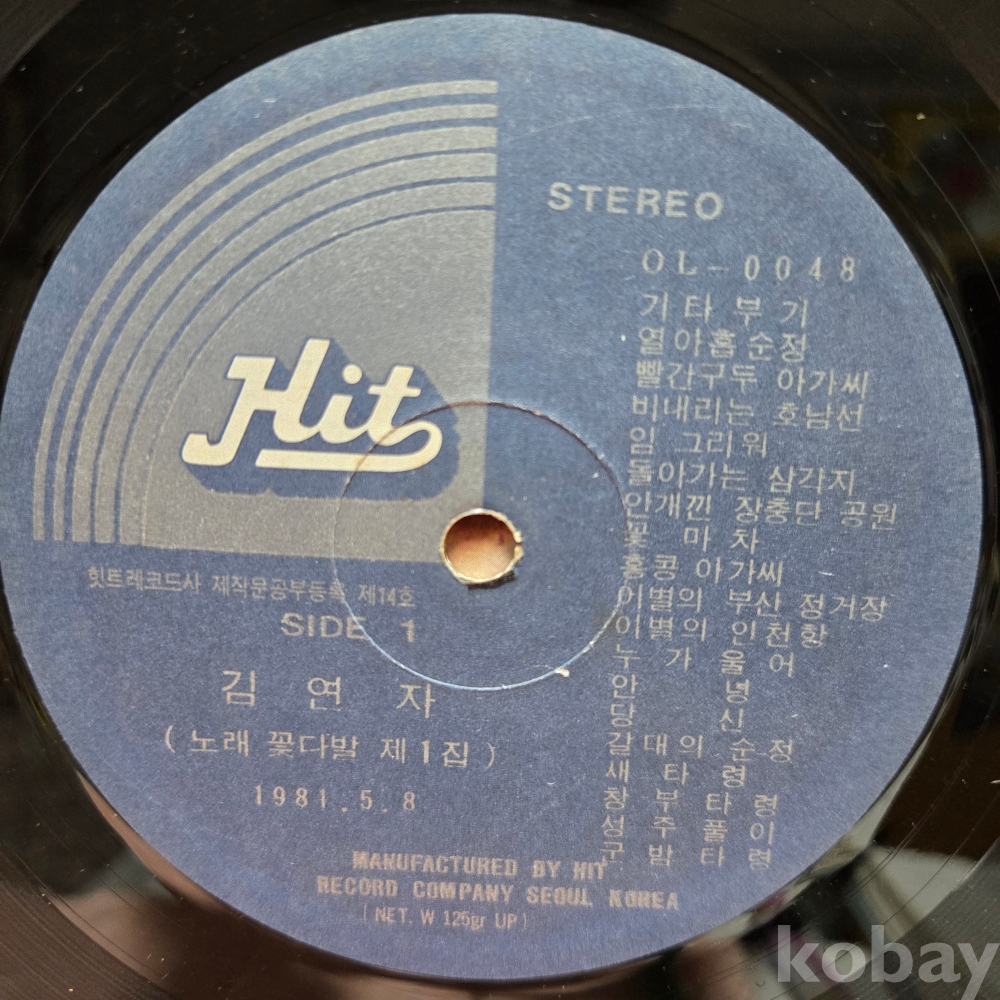 STEREO
OL-0048
기타부기
열아홉순정
빨간구두 아가씨
비내리는 호남선
임 그리워
돌아가는 삼각지
안개낀 장충단 공원
꽃 마 차
홍콩 아가씨
이별의 부산 정거장
이별의 인천항
누 가 울 어
안 녕
당 신
갈대의 순정
새 타 령
창 부 타 령
성 주 풀 이
구 밤 타 령
Hit
힛트레코드사 제작문공부등록 제14호
SIDE 1
김 연 자
( 노래 꽃다발 제1집 )
1981.5.8
MANUFACTURED BY HIT
RECORD COMPANY SEOUL, KOREA
( NET. W 125gr UP )
kobay